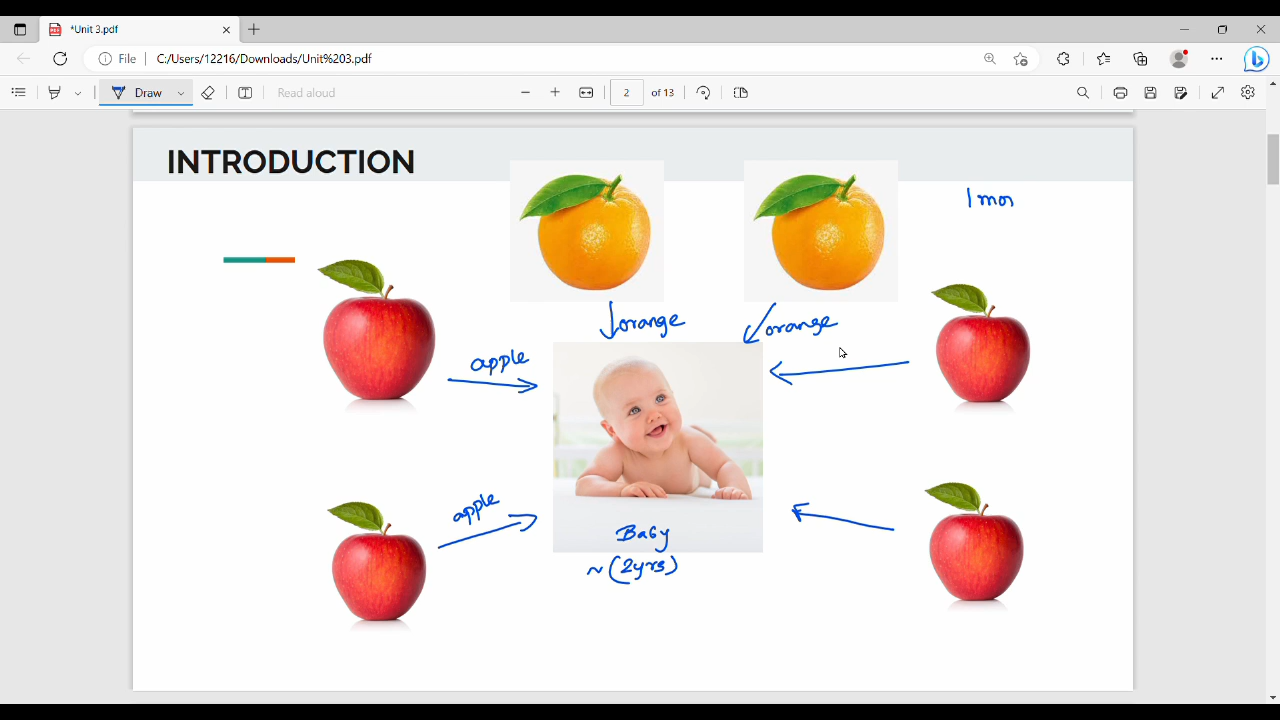 *Unit 3.pdf
File
C:/Users/12216/Downloads/Unit%203.pdf
Draw
Read aloud
2 of 13
INTRODUCTION
1 mon
orange
orange
apple
apple
Baby
~ (2yrs)